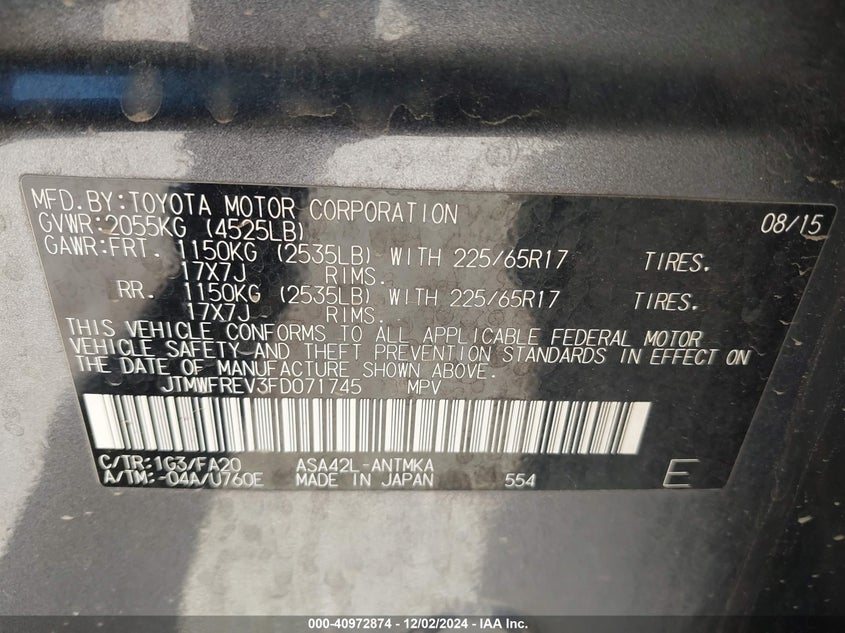 MFD.BY:TOYOTA MOTOR CORPORATION 08/15
GVWR:2055KG (4525LB)
GAWR:FRT. 1150KG (2535LB) WITH 225/65R17 TIRES.
17X7J RIMS.
RR. 1150KG (2535LB) WITH 225/65R17 TIRES.
17X7J RIMS.
THIS VEHICLE CONFORMS TO ALL APPLICABLE FEDERAL MOTOR
VEHICLE SAFETY AND THEFT PREVENTION STANDARDS IN EFFECT ON
THE DATE OF MANUFACTURE SHOWN ABOVE.
JTMWFREV3FD071745 MPV
C/TR:1G3/FA20 ASA42L-ANTMKA
A/TM:-04A/U760E MADE IN JAPAN 554 E
000-40972874 - 12/02/2024 - IAA Inc.